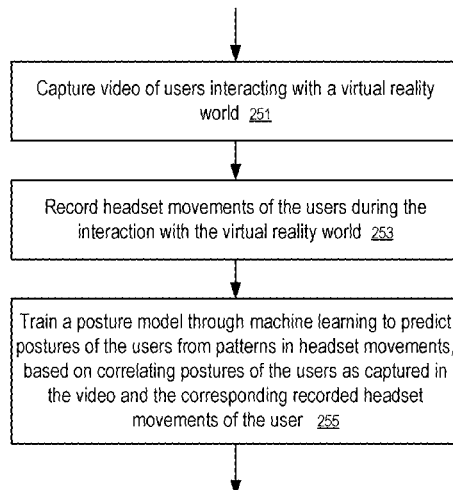 Capture video of users interacting with a virtual reality
world 251
Record headset movements of the users during the
interaction with the virtual reality world 253
Train a posture model through machine learning to predict
postures of the users from patterns in headset movements,
based on correlating postures of the users as captured in
the video and the corresponding recorded headset
movements of the user 255